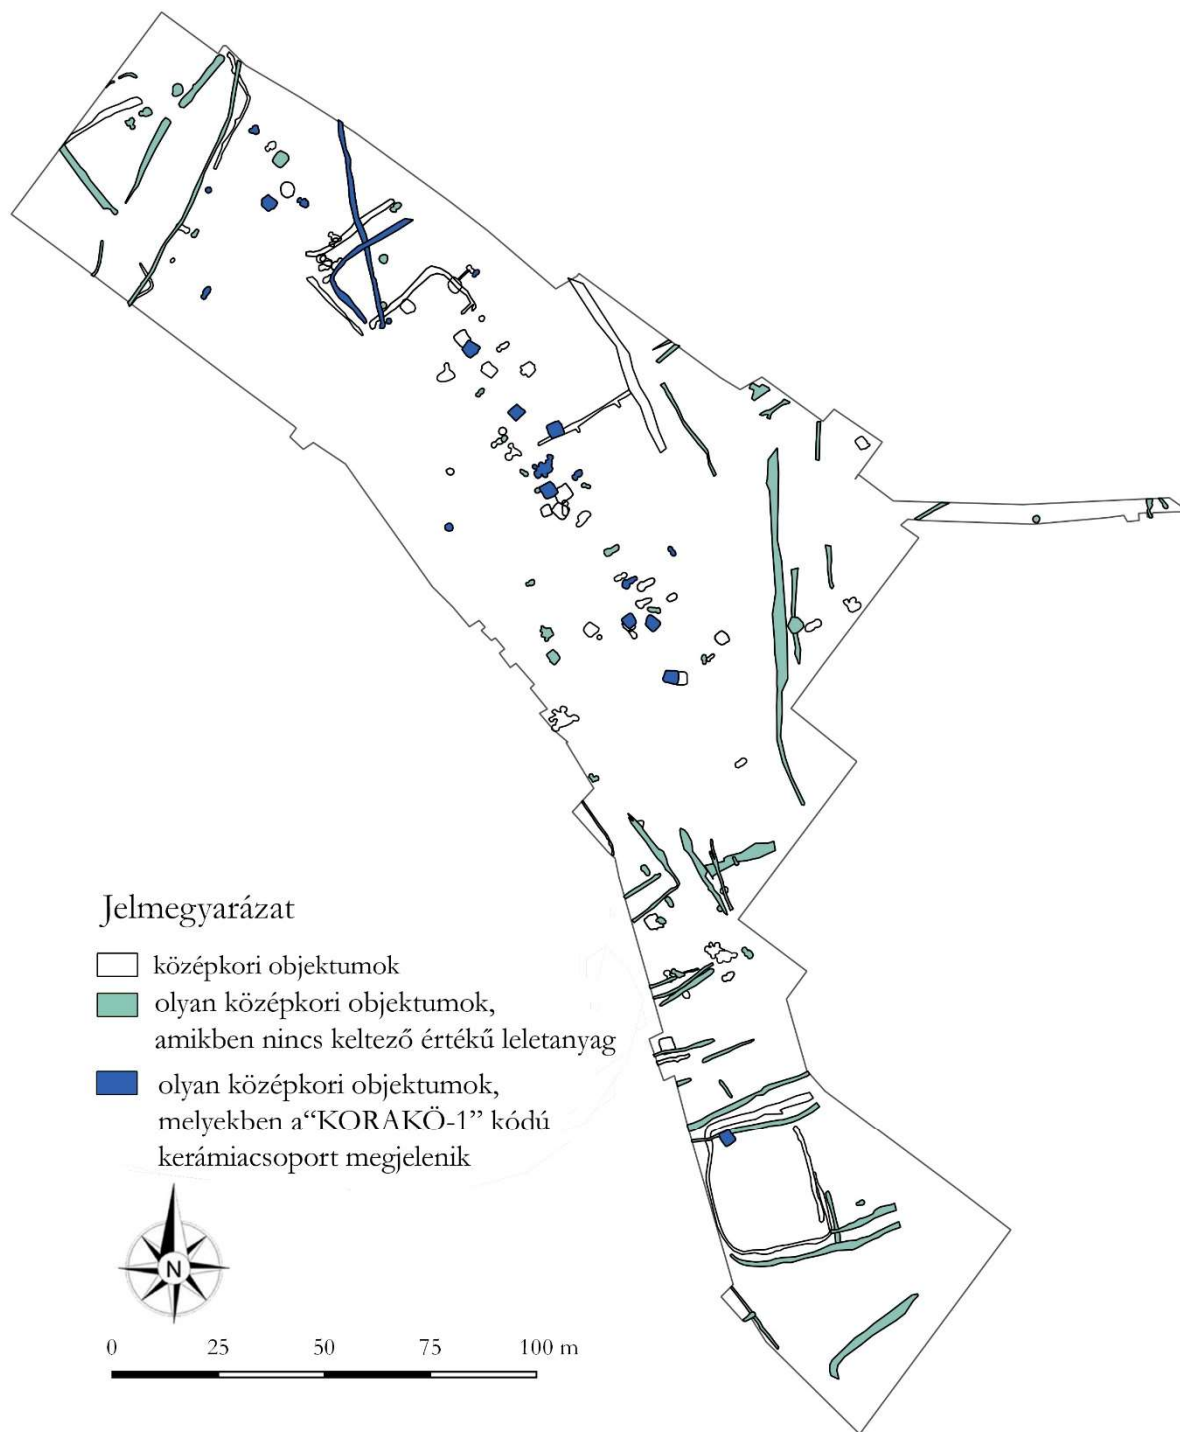 Jelmegyarázat
középkori objektumok
olyan középkori objektumok,
amikben nincs keltező értékű leletanyag
olyan középkori objektumok,
melyekben a“KORAKÖ-1” kódú
kerámiacsoport megjelenik
N
0 25 50 75 100 m